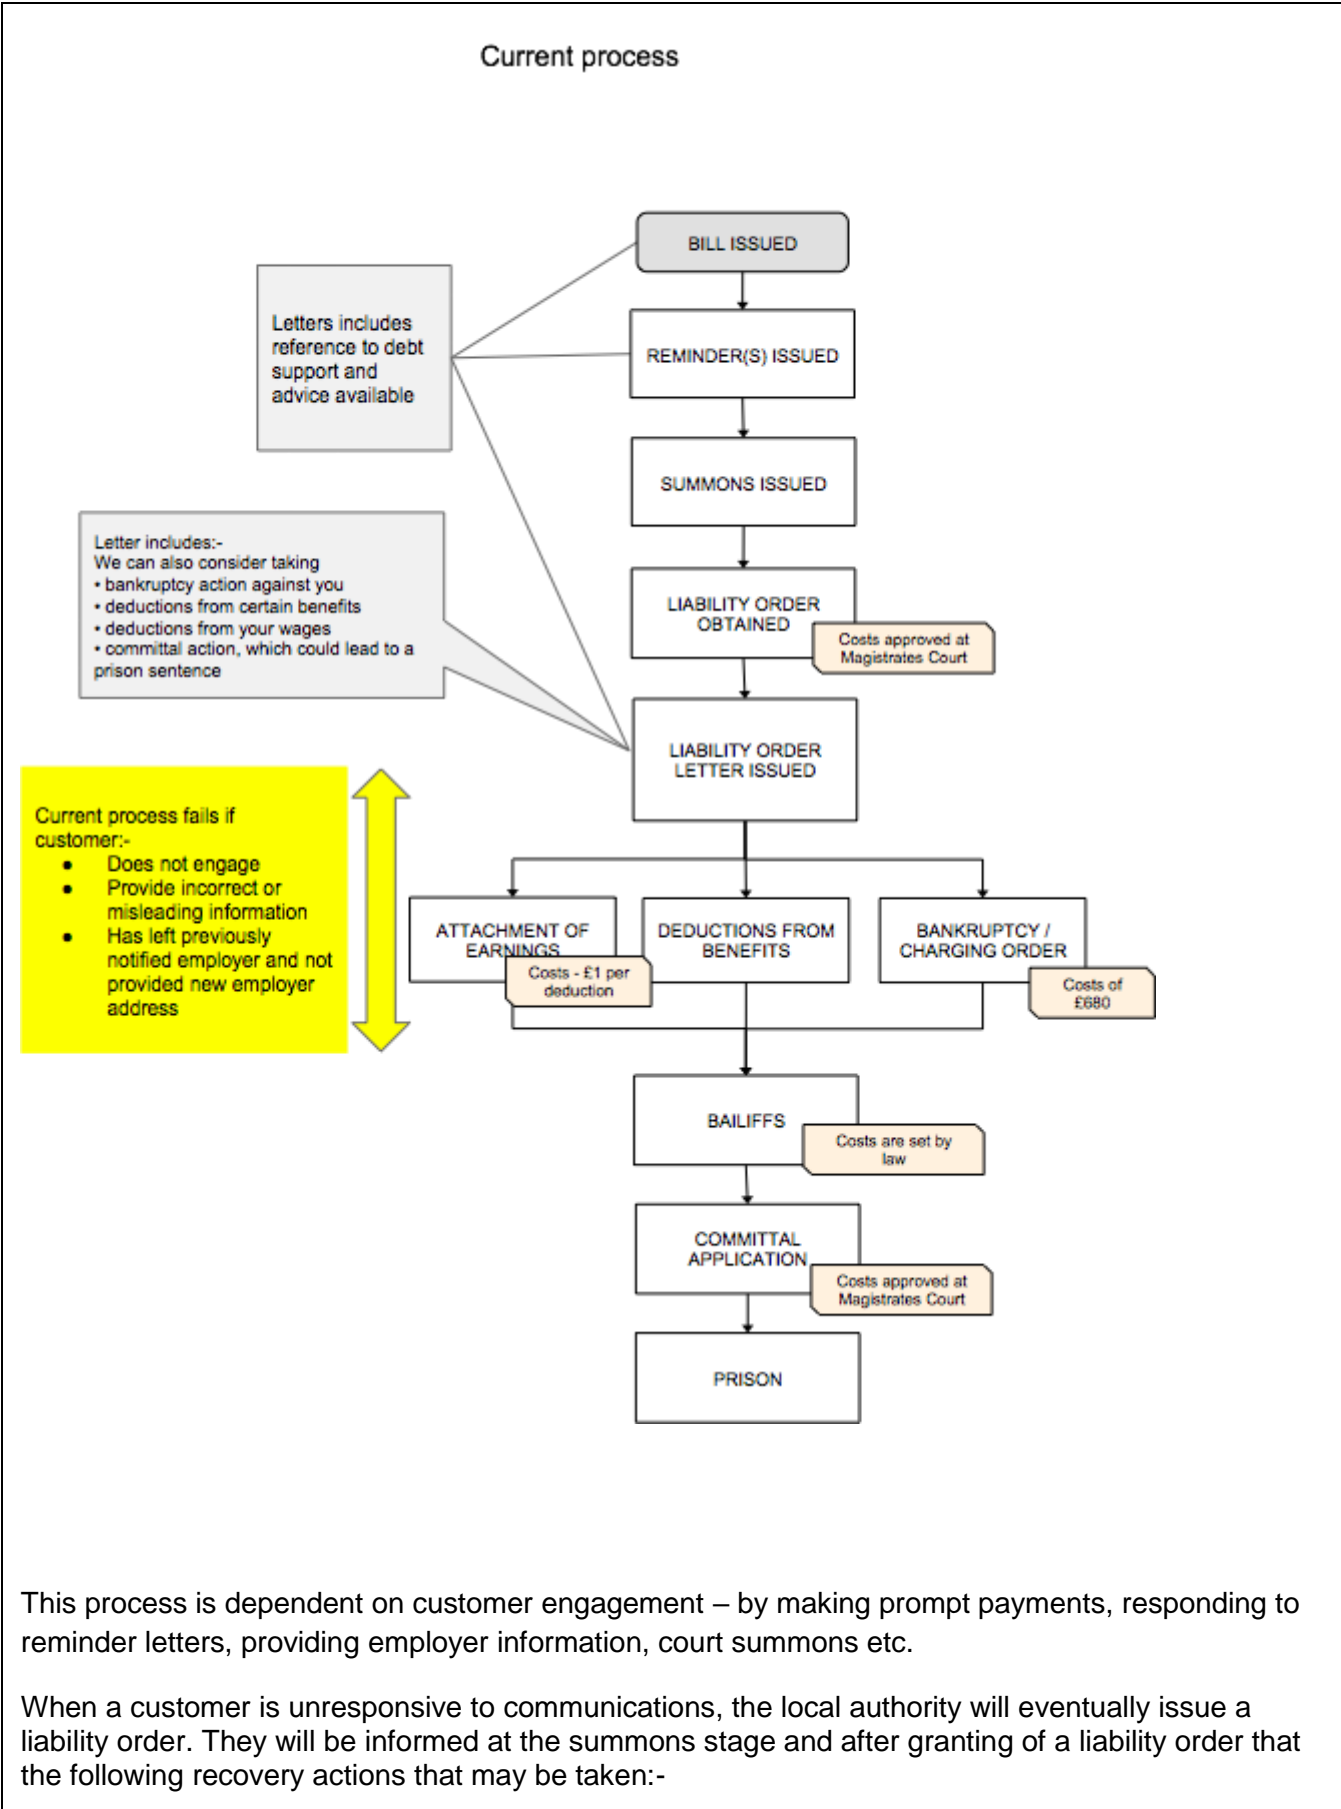 Current process
BILL ISSUED
Letters includes
reference to debt
support and
advice available
REMINDER(S) ISSUED
SUMMONS ISSUED
Letter includes:-
We can also consider taking
• bankruptcy action against you
• deductions from certain benefits
• deductions from your wages
• committal action, which could lead to a
prison sentence
LIABILITY ORDER
OBTAINED
Costs approved at
Magistrates Court
LIABILITY ORDER
LETTER ISSUED
Current process fails if
customer:-
● Does not engage
● Provide incorrect or
misleading information
● Has left previously
notified employer and not
provided new employer
address
ATTACHMENT OF
EARNINGS
Costs - £1 per
deduction
DEDUCTIONS FROM
BENEFITS
BANKRUPTCY /
CHARGING ORDER
Costs of
£680
BAILIFFS
Costs are set by
law
COMMITTAL
APPLICATION
Costs approved at
Magistrates Court
PRISON
This process is dependent on customer engagement – by making prompt payments, responding to
reminder letters, providing employer information, court summons etc.
When a customer is unresponsive to communications, the local authority will eventually issue a
liability order. They will be informed at the summons stage and after granting of a liability order that
the following recovery actions that may be taken:-